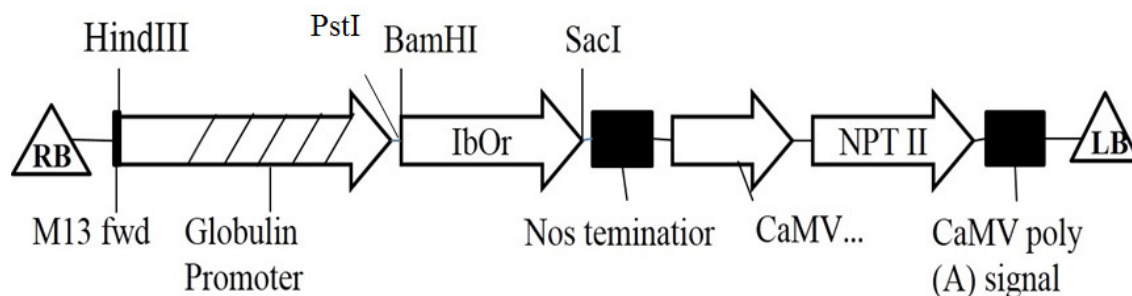 HindIII
PstI
BamHI
SacI
RB
IbOr
NPT II
LB
M13 fwd
Globulin
Promoter
Nos teminatior
CaMV...
CaMV poly
(A) signal